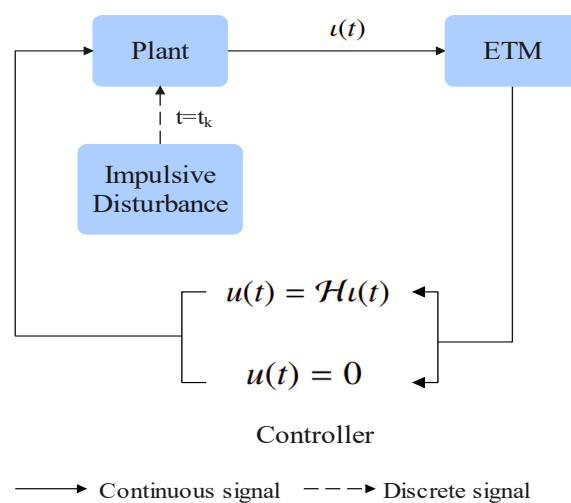 Plant
ι(t)
ETM
t=tₖ
Impulsive
Disturbance
u(t) = ℋι(t)
u(t) = 0
Controller
Continuous signal
Discrete signal